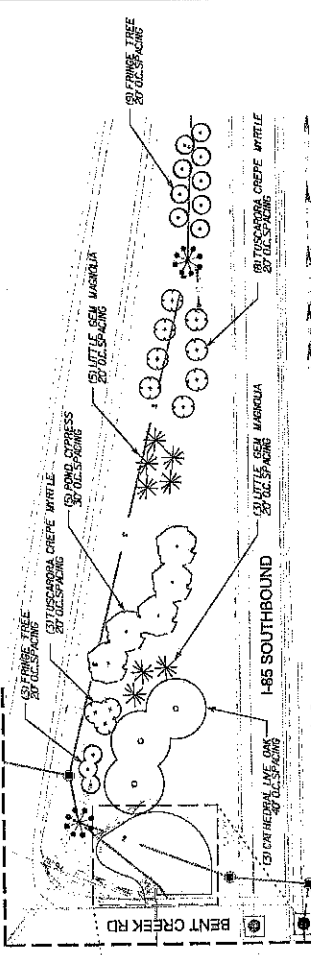 (3) FRINGE TREE
20' O.C. SPACING
(3) TUSCARORA CREPE MYRTLE
20' O.C. SPACING
(5) POND CYPRESS
30' O.C. SPACING
(5) LITTLE GEM MAGNOLIA
20' O.C. SPACING
(9) FRINGE TREE
20' O.C. SPACING
(8) TUSCARORA CREPE MYRTLE
20' O.C. SPACING
(3) LITTLE GEM MAGNOLIA
20' O.C. SPACING
(3) CATHEDRAL LIVE OAK
40' O.C. SPACING
I-85 SOUTHBOUND
BENT CREEK RD